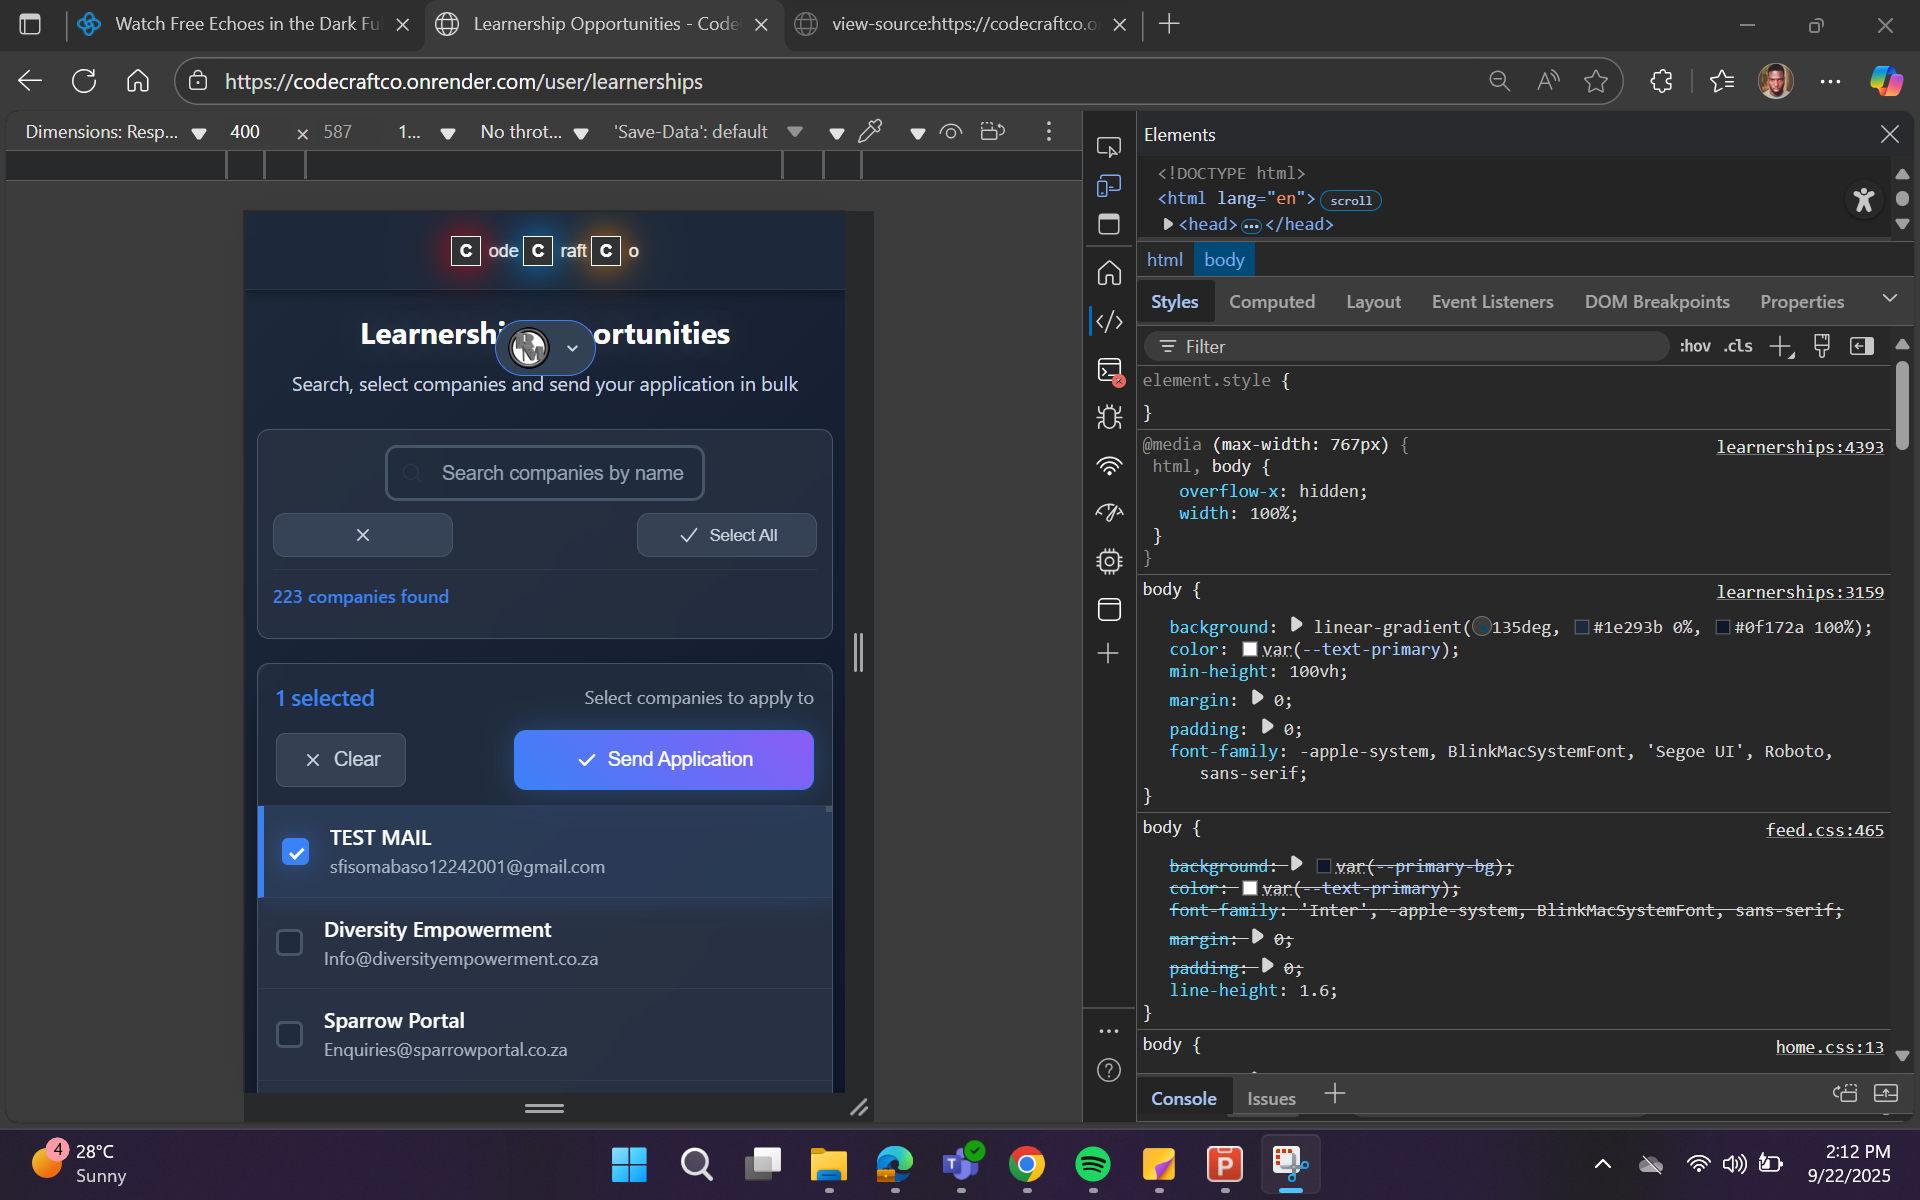 Watch Free Echoes in the Dark Fu
Learnership Opportunities - Code
view-source:https://codecraftco.o
https://codecraftco.onrender.com/user/learnerships
Dimensions: Resp... 400 × 587 1... No throt... 'Save-Data': default
C ode C raft C o
Learnershi ortunities
Search, select companies and send your application in bulk
Search companies by name
Select All
223 companies found
1 selected
Select companies to apply to
Clear
Send Application
TEST MAIL
sfisomabaso12242001@gmail.com
Diversity Empowerment
Info@diversityempowerment.co.za
Sparrow Portal
Enquiries@sparrowportal.co.za
Elements
<!DOCTYPE html>
<html lang="en"> scroll
<head> ... </head>
html body
Styles Computed Layout Event Listeners DOM Breakpoints Properties
Filter :hov .cls
element.style {
}
@media (max-width: 767px) { learnerships:4393
html, body {
overflow-x: hidden;
width: 100%;
}
}
body { learnerships:3159
background: linear-gradient(135deg, #1e293b 0%, #0f172a 100%);
color: var(--text-primary);
min-height: 100vh;
margin: 0;
padding: 0;
font-family: -apple-system, BlinkMacSystemFont, 'Segoe UI', Roboto,
sans-serif;
}
body { feed.css:465
background: var(--primary-bg);
color: var(--text-primary);
font-family: 'Inter', -apple-system, BlinkMacSystemFont, sans-serif;
margin: 0;
padding: 0;
line-height: 1.6;
}
body { home.css:13
Console Issues
4
28°C
Sunny
2:12 PM
9/22/2025